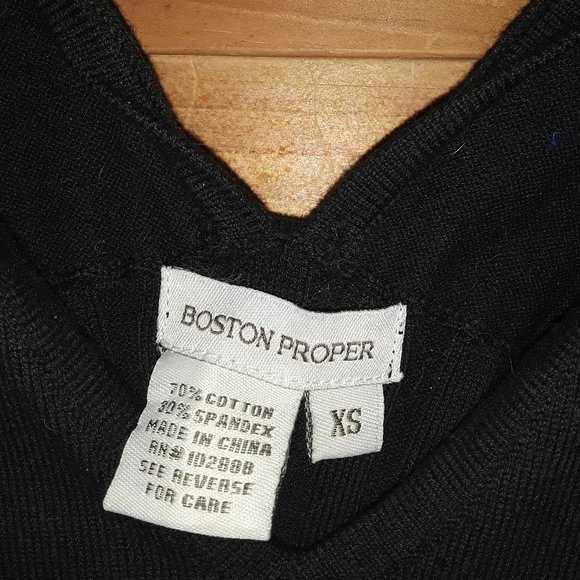 BOSTON PROPER
70% COTTON
30% SPANDEX
MADE IN CHINA
RN# 102888
SEE REVERSE
FOR CARE
XS